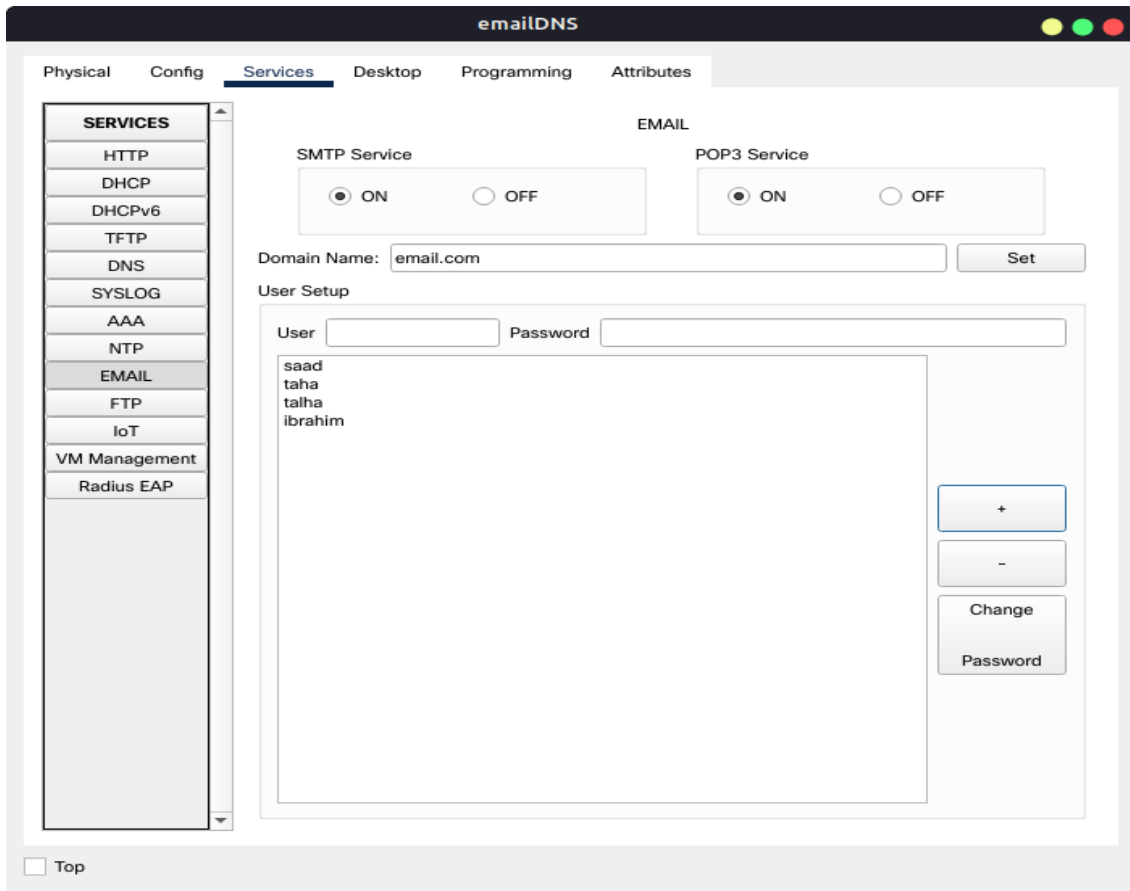 emailDNS
Physical Config Services Desktop Programming Attributes
SERVICES
HTTP
DHCP
DHCPv6
TFTP
DNS
SYSLOG
AAA
NTP
EMAIL
FTP
IoT
VM Management
Radius EAP
EMAIL
SMTP Service POP3 Service
ON OFF ON OFF
Domain Name: email.com Set
User Setup
User Password
saad
taha
talha
ibrahim
+
-
Change
Password
Top